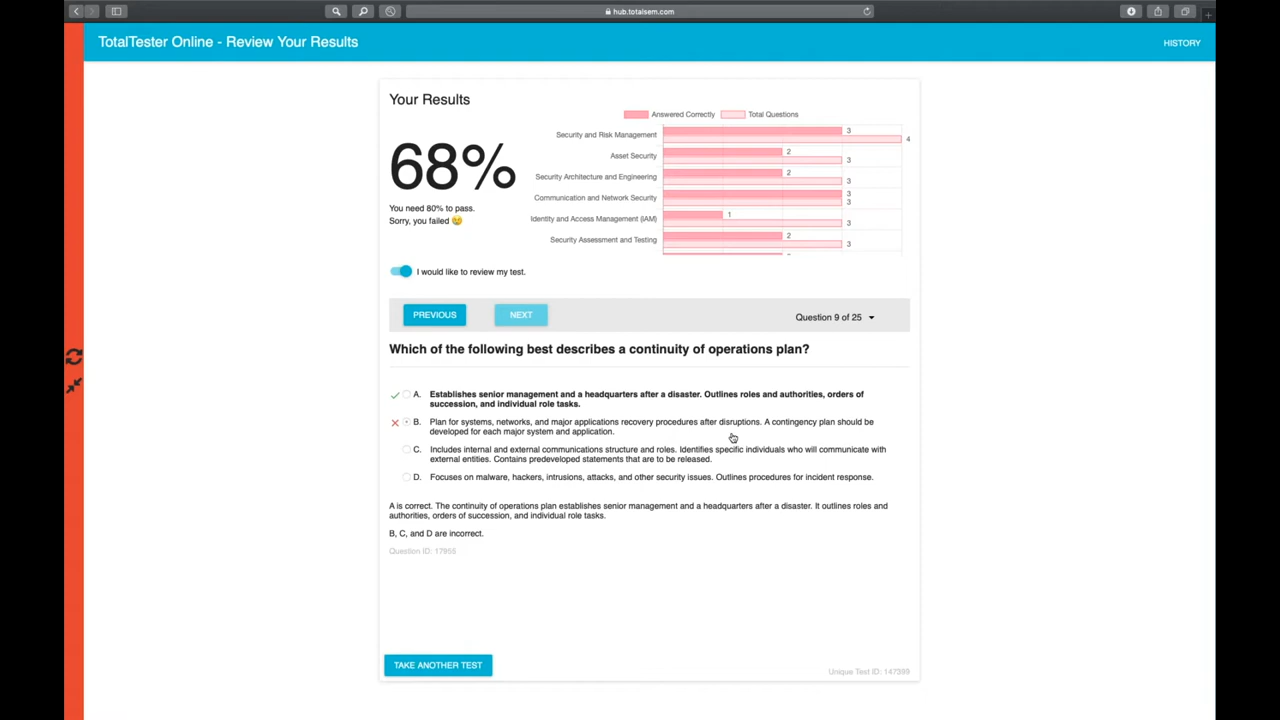 hub.totalsem.com
TotalTester Online - Review Your Results
HISTORY
Your Results
Answered Correctly
Total Questions
68%
You need 80% to pass.
Sorry, you failed
Security and Risk Management
3
4
Asset Security
2
3
Security Architecture and Engineering
2
3
Communication and Network Security
3
3
Identity and Access Management (IAM)
1
3
Security Assessment and Testing
2
3
I would like to review my test.
PREVIOUS
NEXT
Question 9 of 25
Which of the following best describes a continuity of operations plan?
A. Establishes senior management and a headquarters after a disaster. Outlines roles and authorities, orders of
succession, and individual role tasks.
B. Plan for systems, networks, and major applications recovery procedures after disruptions. A contingency plan should be
developed for each major system and application.
C. Includes internal and external communications structure and roles. Identifies specific individuals who will communicate with
external entities. Contains predeveloped statements that are to be released.
D. Focuses on malware, hackers, intrusions, attacks, and other security issues. Outlines procedures for incident response.
A is correct. The continuity of operations plan establishes senior management and a headquarters after a disaster. It outlines roles and
authorities, orders of succession, and individual role tasks.
B, C, and D are incorrect.
Question ID: 17955
TAKE ANOTHER TEST
Unique Test ID: 147399